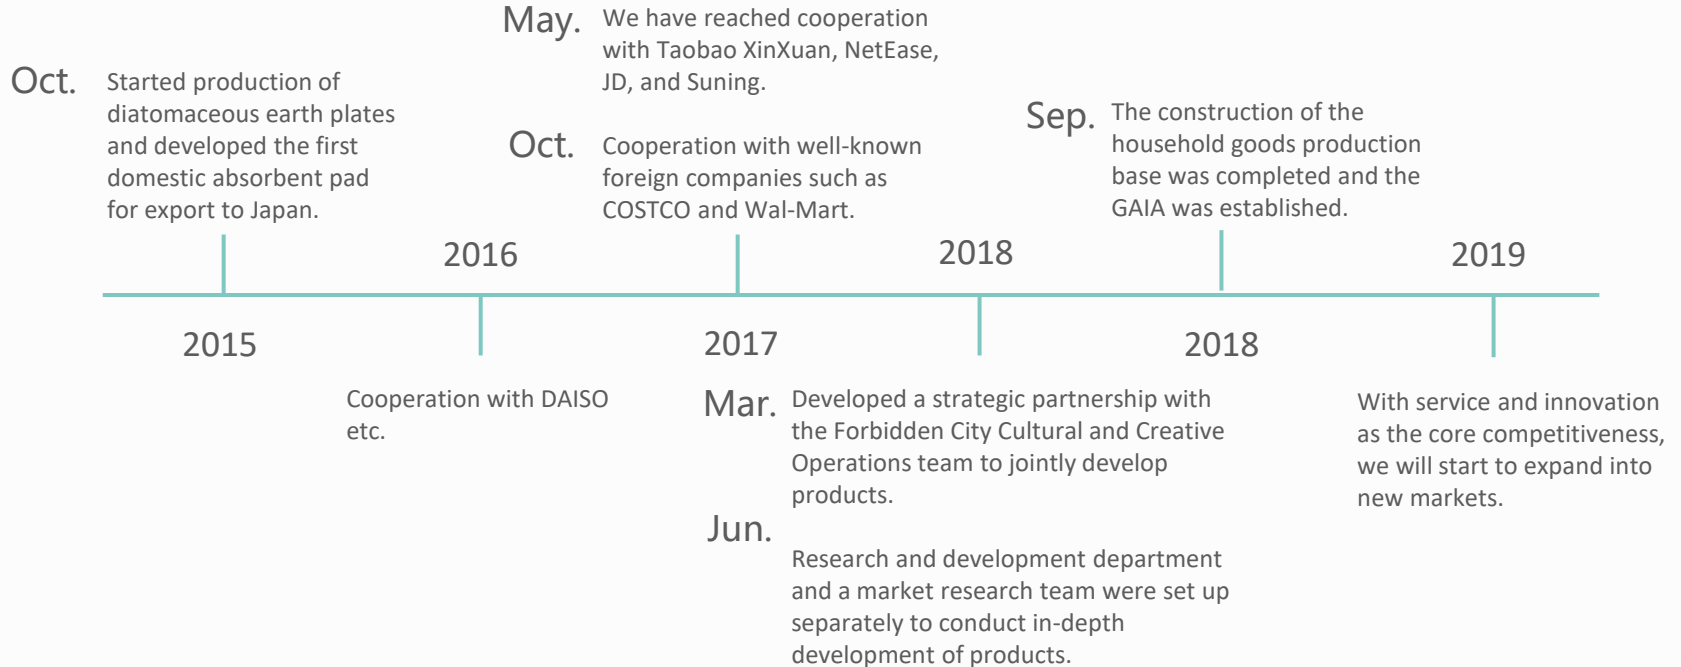 Oct.
Started production of
diatomaceous earth plates
and developed the first
domestic absorbent pad
for export to Japan.
2015
2016
Cooperation with DAISO
etc.
May.
We have reached cooperation
with Taobao XinXuan, NetEase,
JD, and Suning.
Oct.
Cooperation with well-known
foreign companies such as
COSTCO and Wal-Mart.
2017
2018
Mar.
Developed a strategic partnership with
the Forbidden City Cultural and Creative
Operations team to jointly develop
products.
Jun.
Research and development department
and a market research team were set up
separately to conduct in-depth
development of products.
Sep.
The construction of the
household goods production
base was completed and the
GAIA was established.
2018
2019
With service and innovation
as the core competitiveness,
we will start to expand into
new markets.